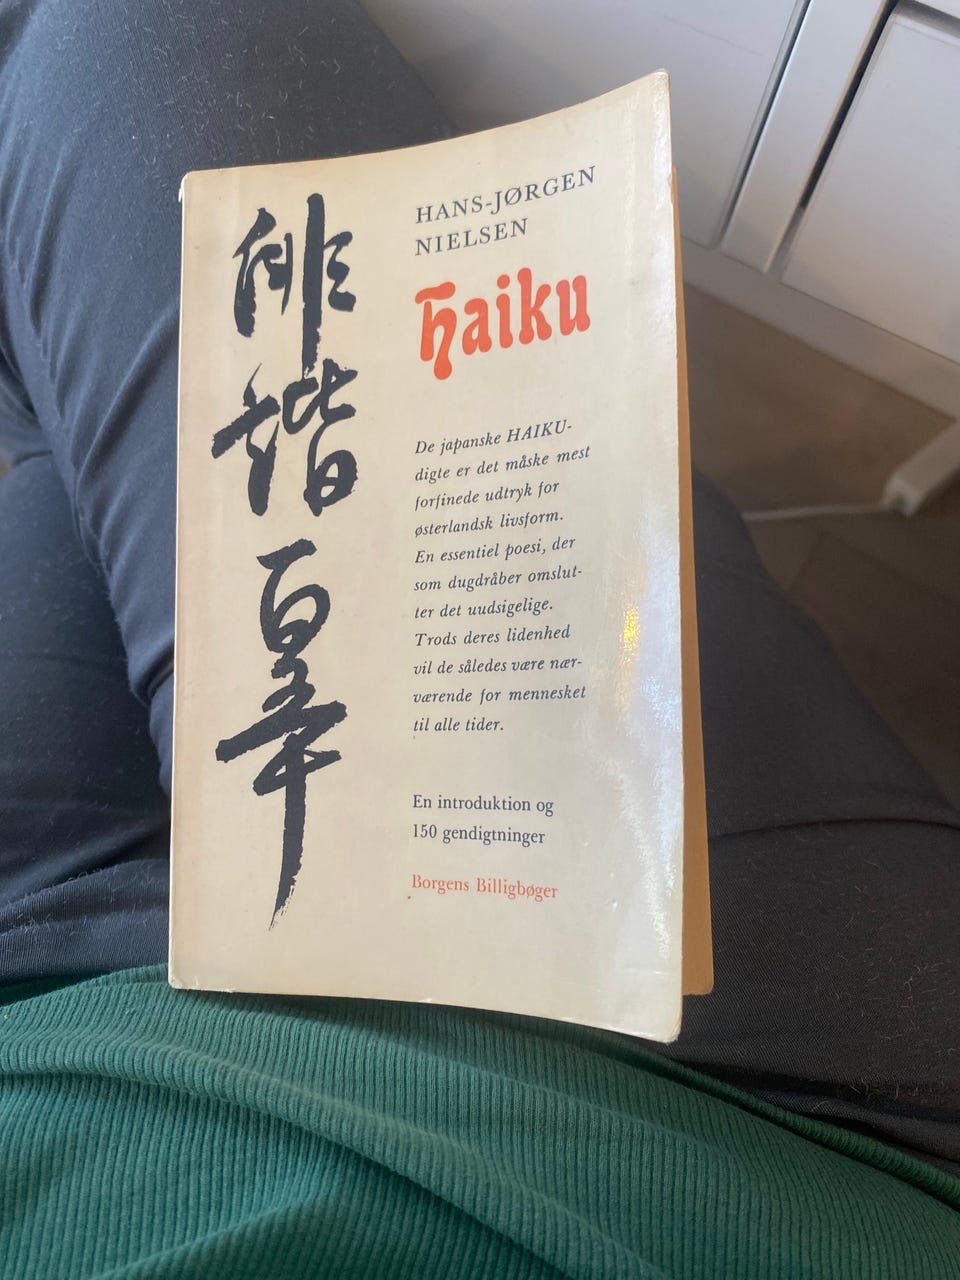 俳諧
HANS-JØRGEN
NIELSEN
haiku
De japanske HAIKU-
digte er det måske mest
forfinede udtryk for
østerlandsk livsform.
En essentiel poesi, der
som dugdråber omslut-
ter det uudsigelige.
Trods deres lidenhed
vil de således være nær-
værende for mennesket
til alle tider.
En introduktion og
150 gendigtninger
Borgens Billigbøger